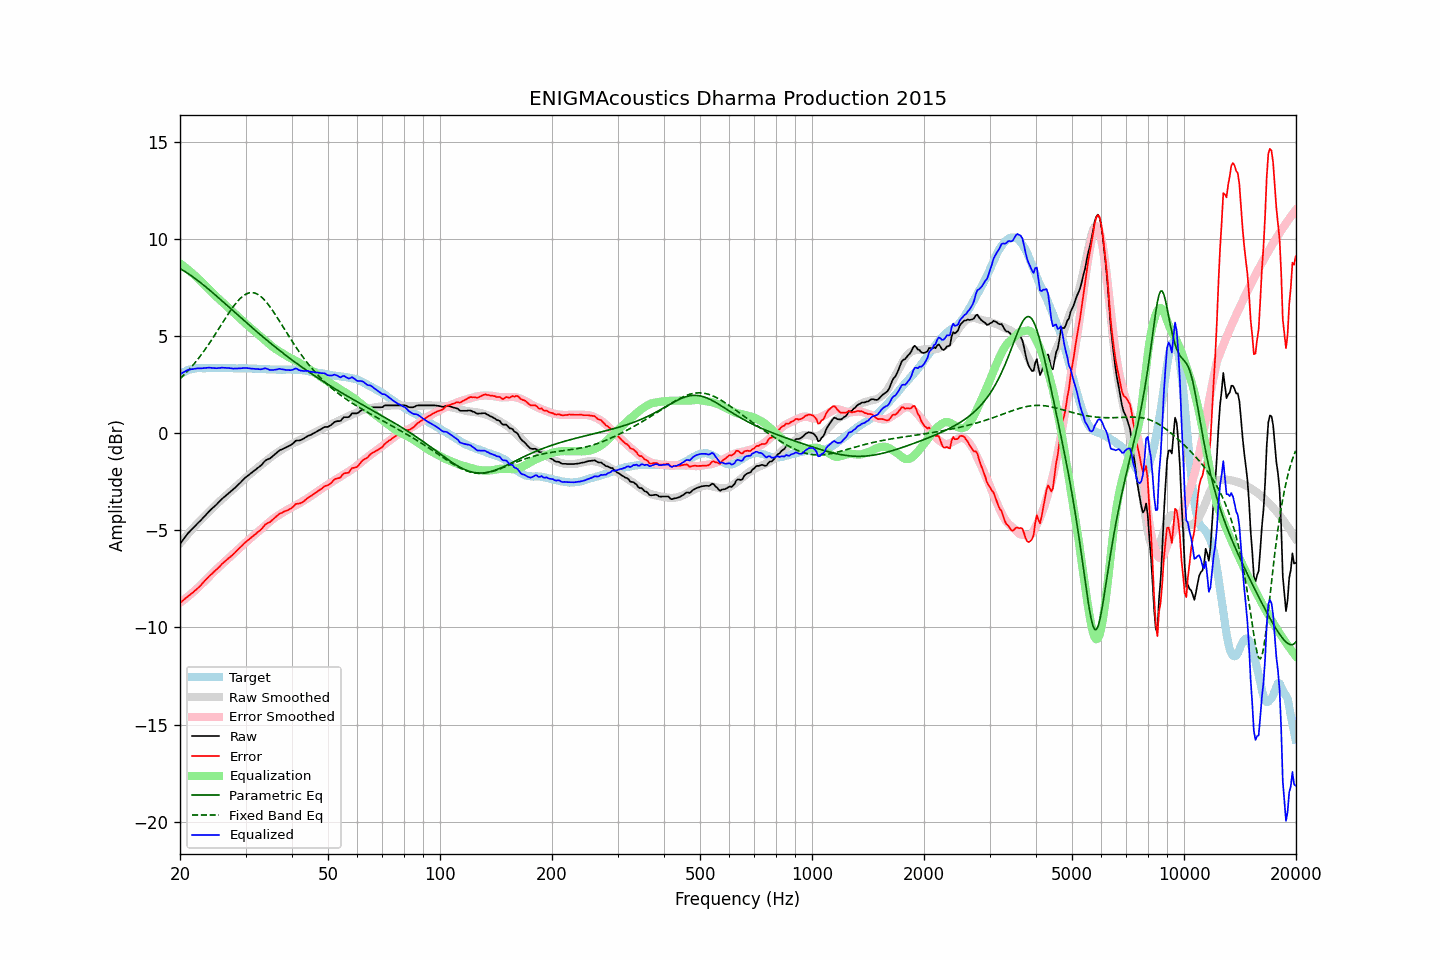 ENIGMAcoustics Dharma Production 2015
Amplitude (dBr)
15
10
5
0
−5
−10
−15
−20
Target
Raw Smoothed
Error Smoothed
Raw
Error
Equalization
Parametric Eq
Fixed Band Eq
Equalized
20 50 100 200 500 1000 2000 5000 10000 20000
Frequency (Hz)